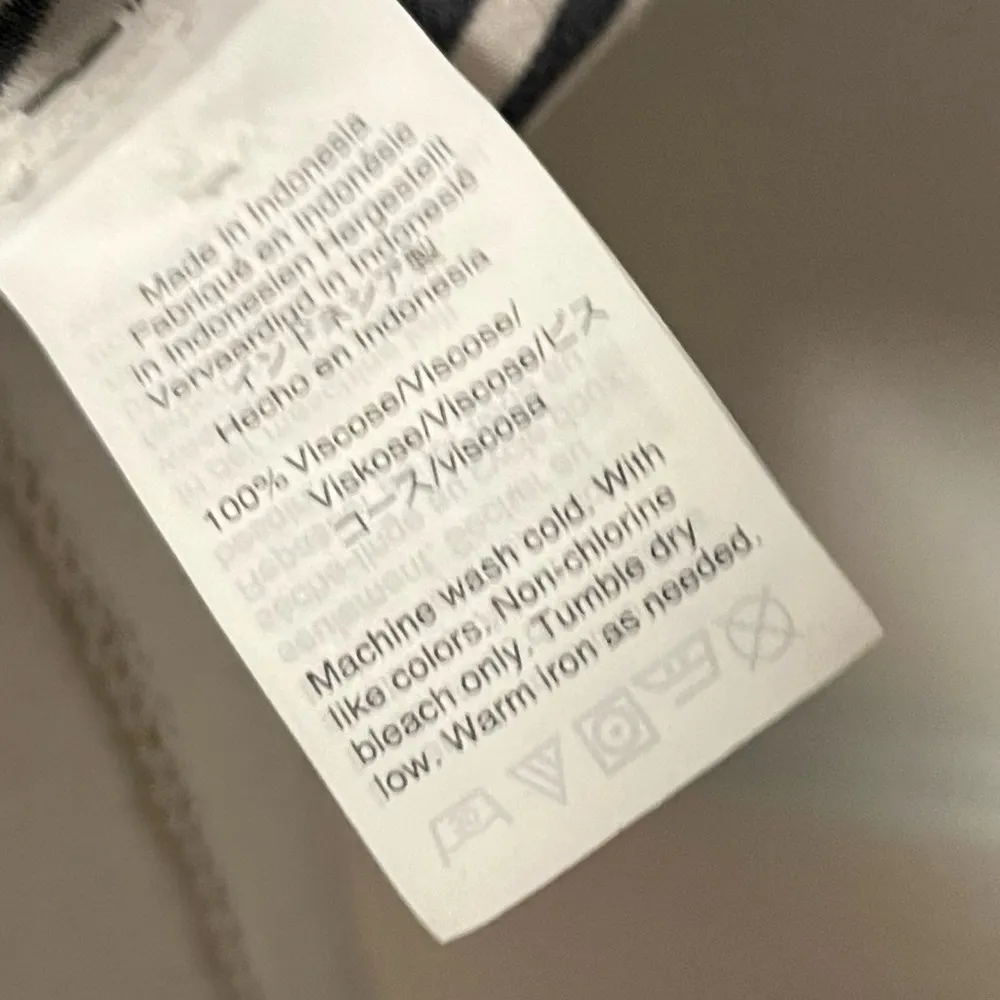 Made in Indonesia
Fabriqué en Indonésie
In Indonesien Hergestellt
Vervaardigd in Indonesië
インドネシア製
Hecho en Indonesia
100% Viscose/Viscose/
Viskose/Viscose/ビス
コース/viscosa
Machine wash cold. With
like colors. Non-chlorine
bleach only. Tumble dry
low. Warm iron as needed.
30